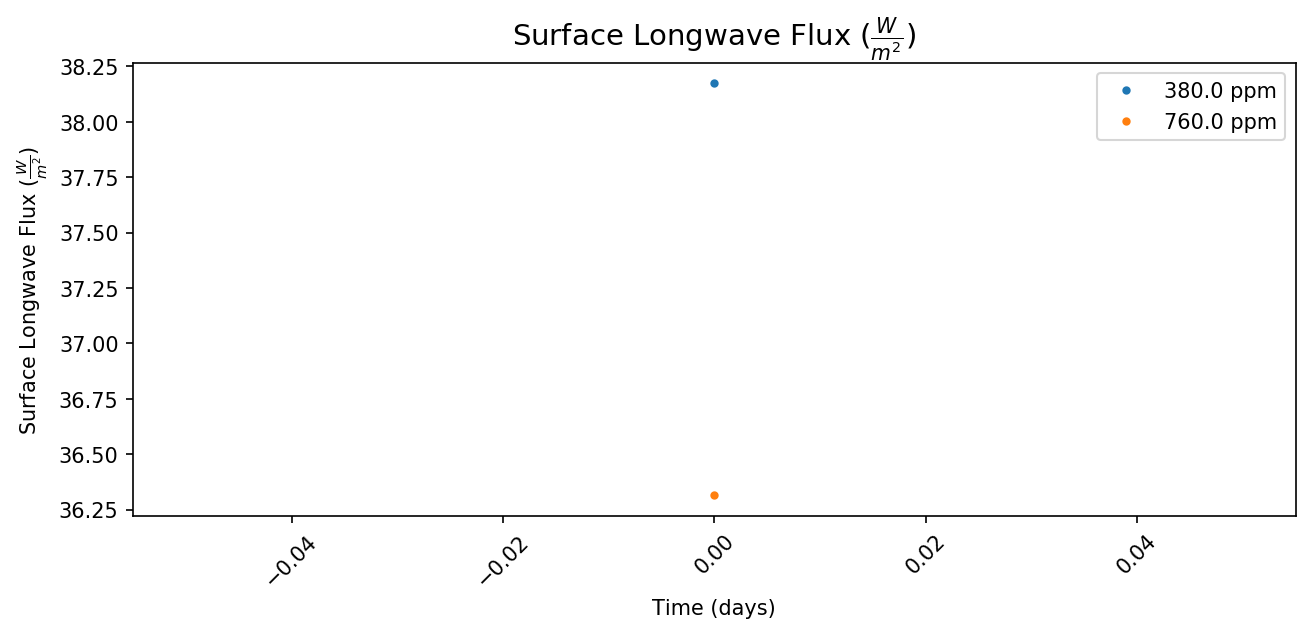 Surface Longwave Flux (W/m²)
38.25
38.00
37.75
37.50
37.25
37.00
36.75
36.50
36.25
Surface Longwave Flux (W/m²)
380.0 ppm
760.0 ppm
−0.04
−0.02
0.00
0.02
0.04
Time (days)